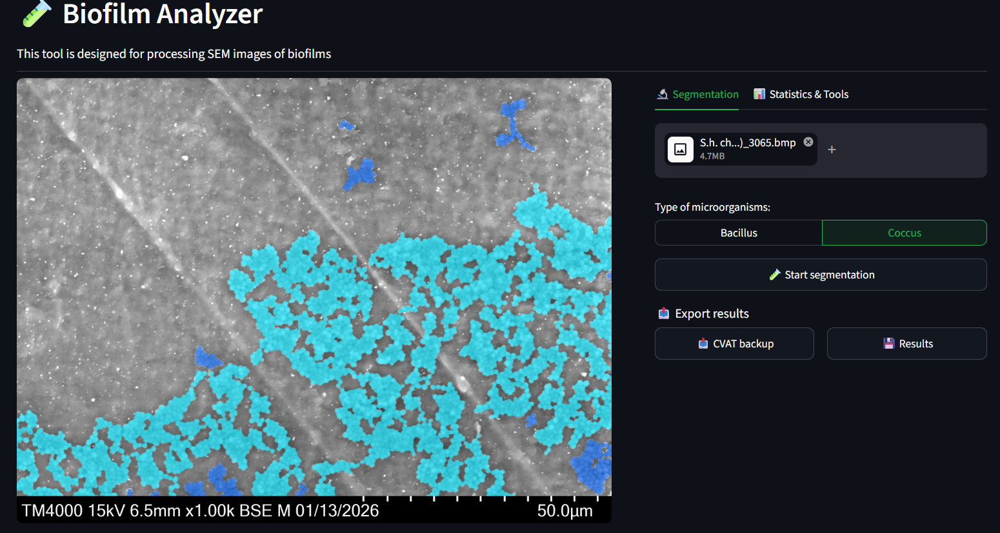 Biofilm Analyzer
This tool is designed for processing SEM images of biofilms
Segmentation
Statistics & Tools
S.h. ch...)_3065.bmp
4.7MB
Type of microorganisms:
Bacillus
Coccus
Start segmentation
Export results
CVAT backup
Results
TM4000 15kV 6.5mm x1.00k BSE M 01/13/2026
50.0µm